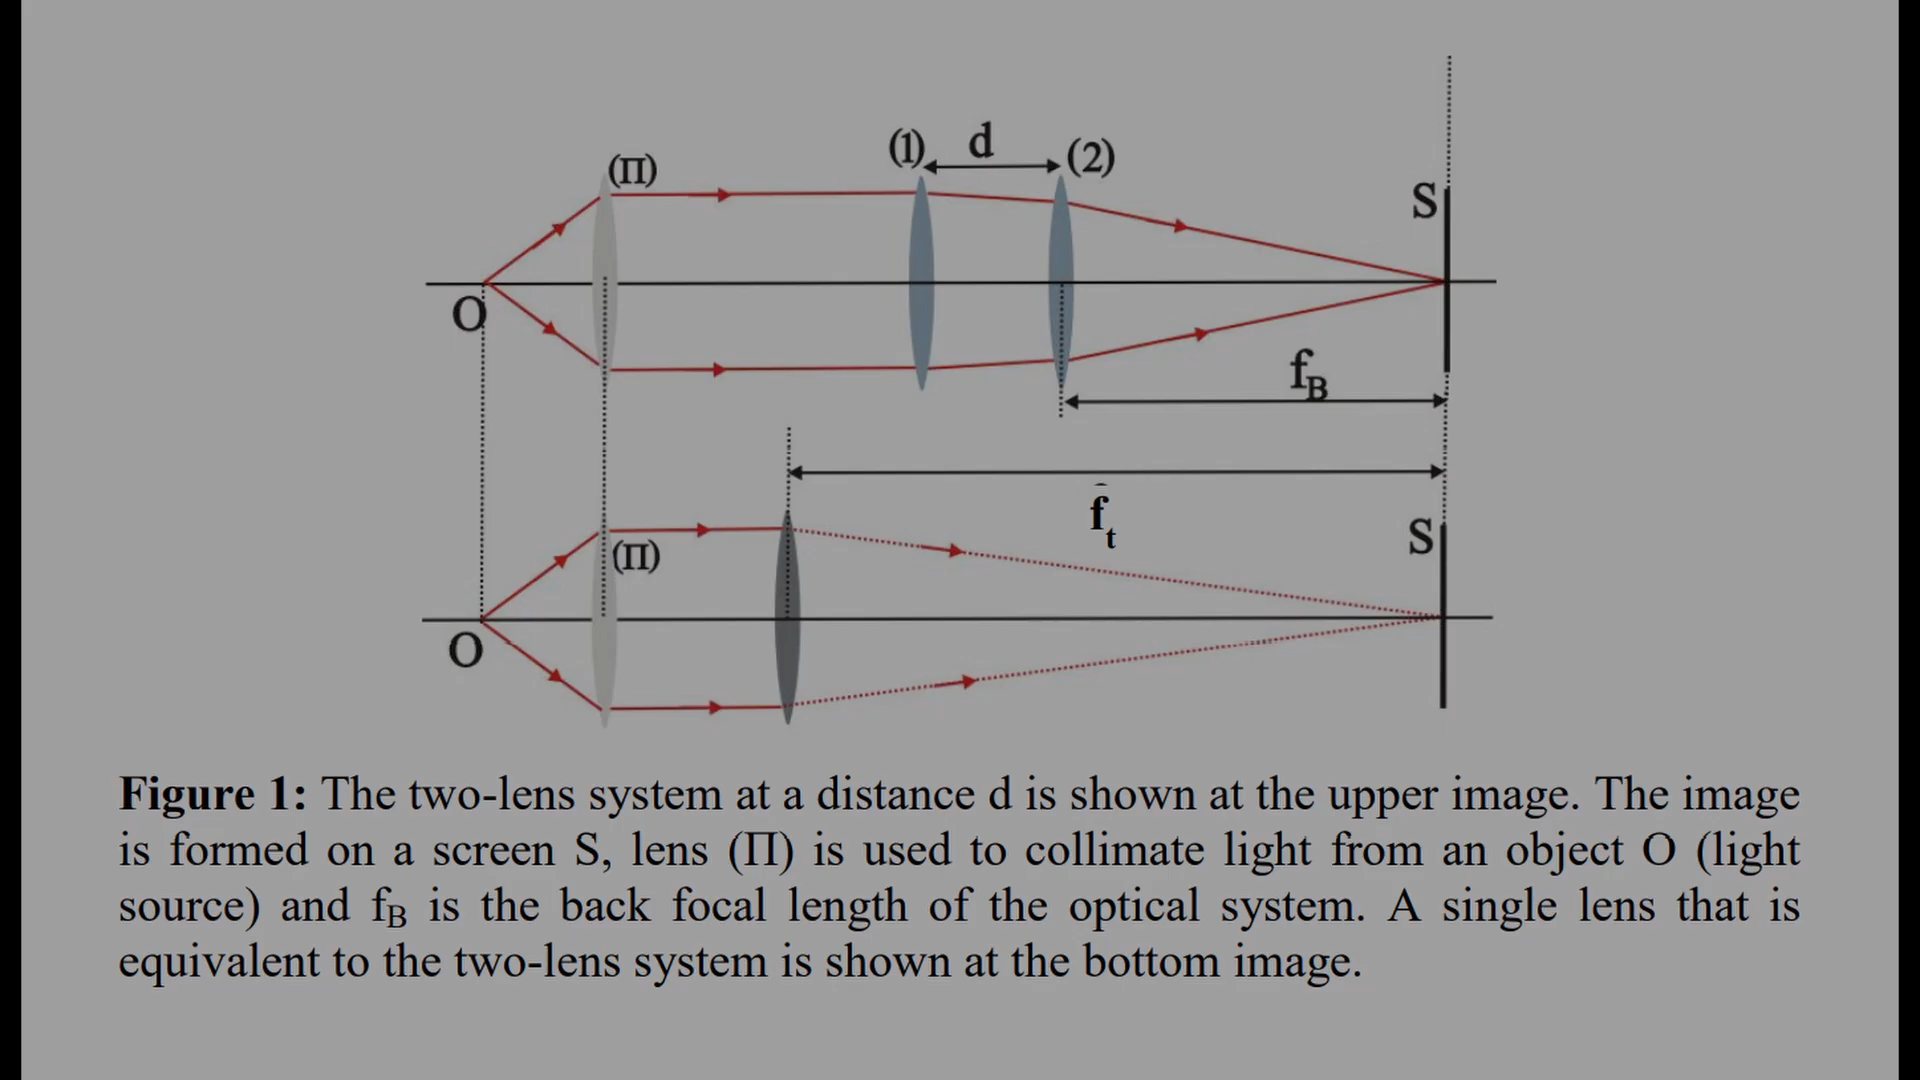 (1) d (2)
(Π)
S
O
fB
ft
(Π)
S
O
Figure 1: The two-lens system at a distance d is shown at the upper image. The image
is formed on a screen S, lens (Π) is used to collimate light from an object O (light
source) and fB is the back focal length of the optical system. A single lens that is
equivalent to the two-lens system is shown at the bottom image.